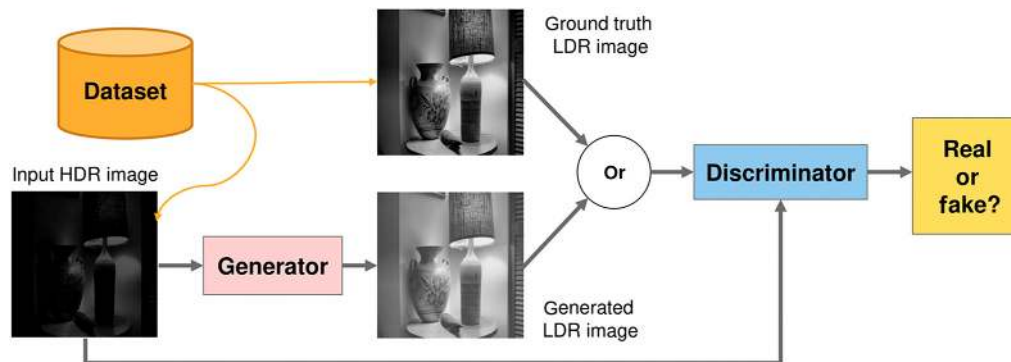 Ground truth
LDR image
Dataset
Input HDR image
Or
Discriminator
Real
or
fake?
Generator
Generated
LDR image